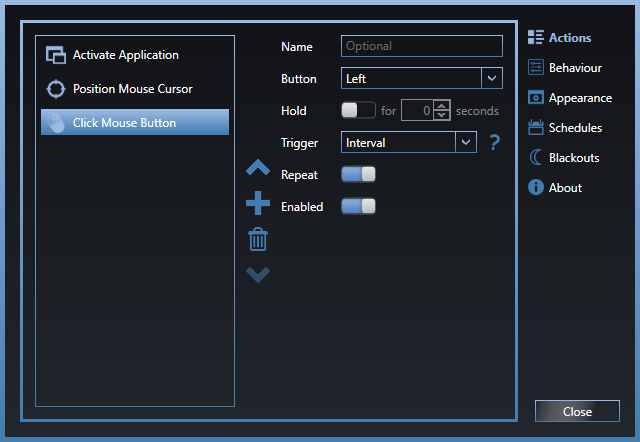 Activate Application
Position Mouse Cursor
Click Mouse Button
Name Optional
Button Left
Hold for 0 seconds
Trigger Interval ?
Repeat
Enabled
Actions
Behaviour
Appearance
Schedules
Blackouts
About
Close